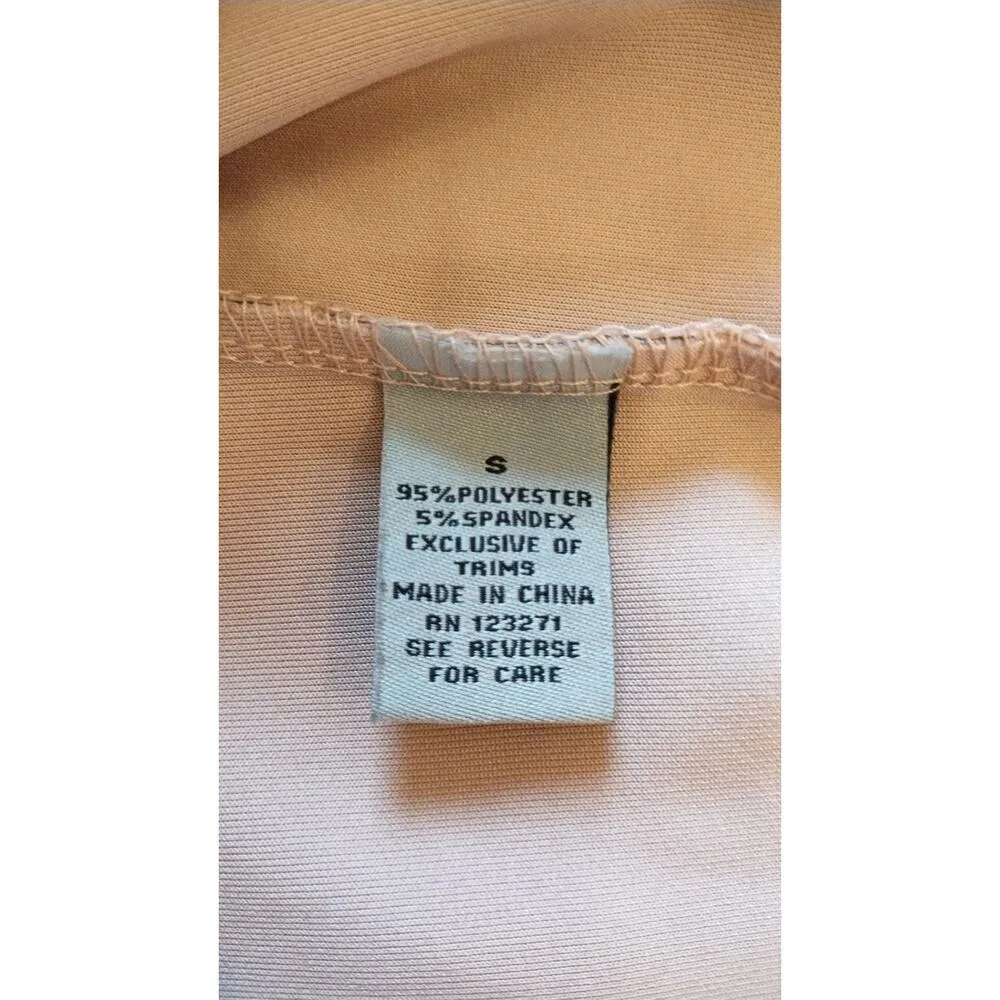 S
95%POLYESTER
5%SPANDEX
EXCLUSIVE OF
TRIMS
MADE IN CHINA
RN 123271
SEE REVERSE
FOR CARE